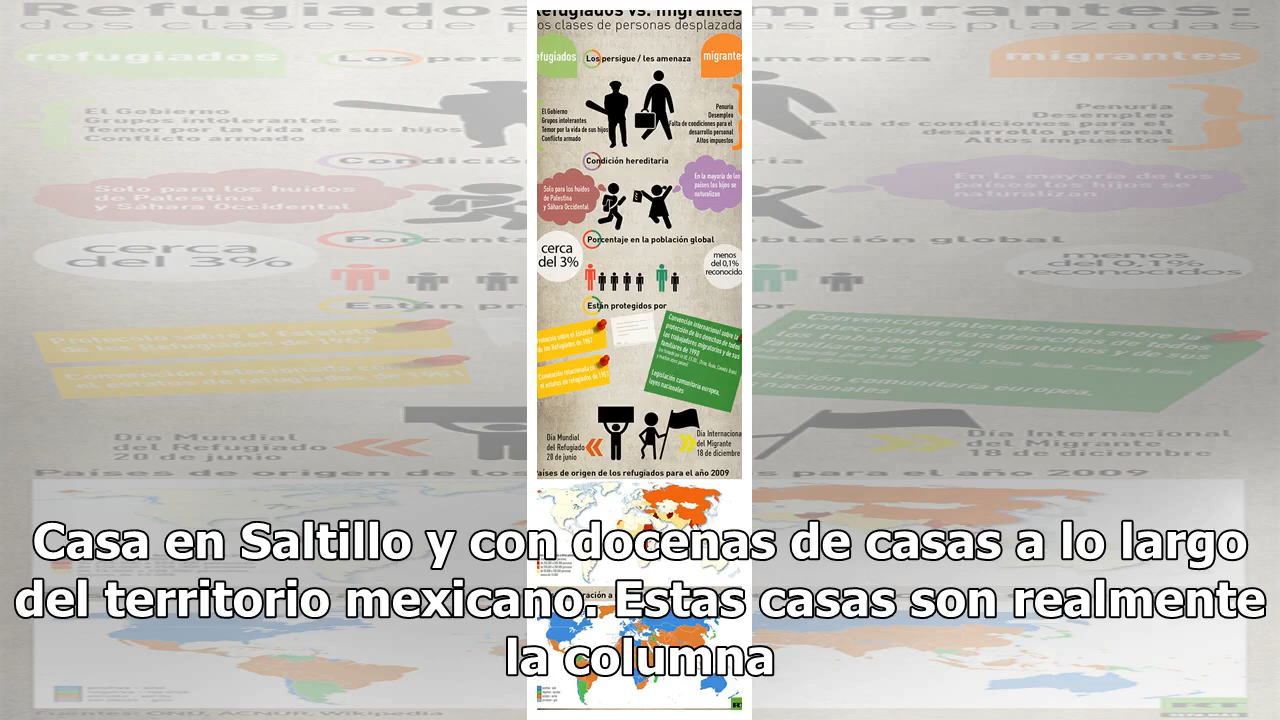 Refugiados vs. migrantes:
dos clases de personas desplazadas
refugiados
Los persigue / les amenaza
migrantes
El Gobierno
Grupos intolerantes
Temor por la vida de sus hijos
Conflicto armado
Penuria
Desempleo
Falta de condiciones para el
desarrollo personal
Altos impuestos
Condición hereditaria
Solo para los huidos
de Palestina
y Sáhara Occidental
En la mayoría de los
países los hijos se
naturalizan
Porcentaje en la población global
cerca
del 3%
menos
del 0,1%
reconocidos
Están protegidos por
Protocolo sobre el Estatuto
de los Refugiados de 1967
Convención relacionada con
el estatus de refugiados de 1951
Convención internacional sobre la
protección de los derechos de todos
los trabajadores migratorios y de sus
familiares de 1990
Legislación comunitaria europea,
leyes nacionales
Día Mundial
del Refugiado
20 de junio
Día Internacional
del Migrante
18 de diciembre
Países de origen de los refugiados para el año 2009
Casa en Saltillo y con docenas de casas a lo largo
del territorio mexicano. Estas casas son realmente
la columna
Fuentes: ONU, ACNUR, Wikipedia
RT